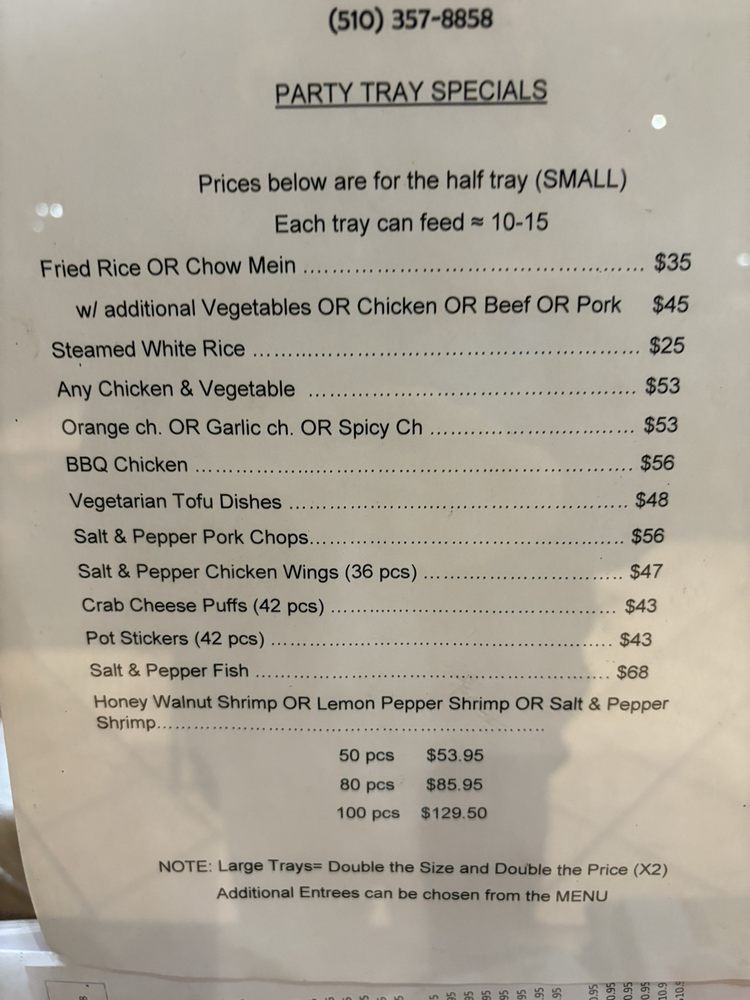 (510) 357-8858
PARTY TRAY SPECIALS
Prices below are for the half tray (SMALL)
Each tray can feed ≈ 10-15
Fried Rice OR Chow Mein ................................................ $35
w/ additional Vegetables OR Chicken OR Beef OR Pork $45
Steamed White Rice ........................................................ $25
Any Chicken & Vegetable ................................................ $53
Orange ch. OR Garlic ch. OR Spicy Ch .............................. $53
BBQ Chicken ................................................................ $56
Vegetarian Tofu Dishes .................................................. $48
Salt & Pepper Pork Chops............................................... $56
Salt & Pepper Chicken Wings (36 pcs) .............................. $47
Crab Cheese Puffs (42 pcs) ........................................... $43
Pot Stickers (42 pcs) ..................................................... $43
Salt & Pepper Fish ........................................................ $68
Honey Walnut Shrimp OR Lemon Pepper Shrimp OR Salt & Pepper
Shrimp...............................................................
50 pcs $53.95
80 pcs $85.95
100 pcs $129.50
NOTE: Large Trays= Double the Size and Double the Price (X2)
Additional Entrees can be chosen from the MENU